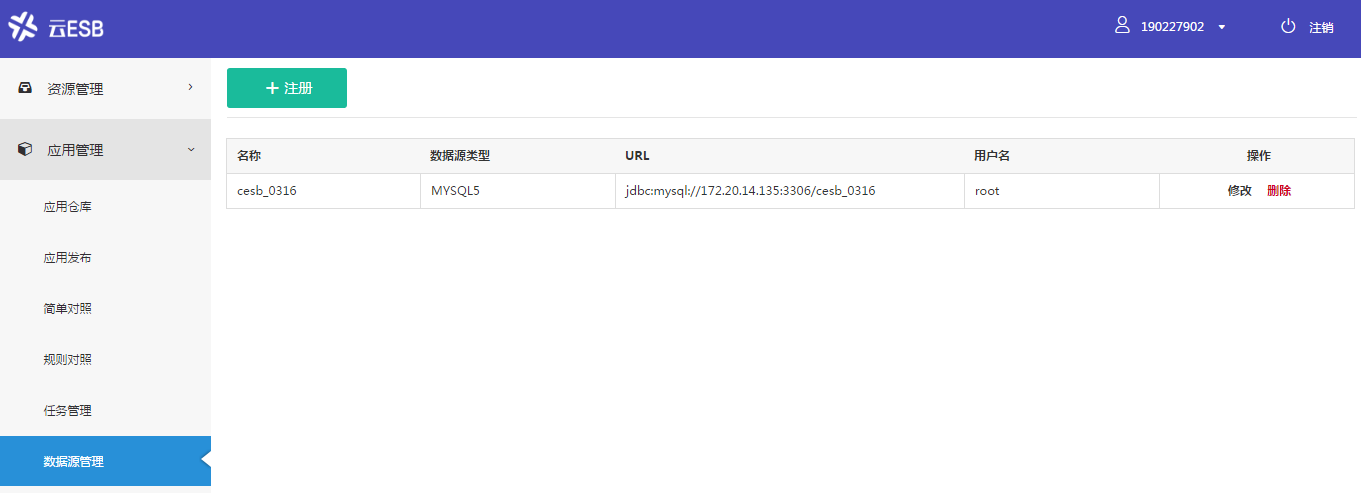 云ESB
190227902
注销
资源管理
应用管理
应用仓库
应用发布
简单对照
规则对照
任务管理
数据源管理
+ 注册
名称 数据源类型 URL 用户名 操作
cesb_0316 MYSQL5 jdbc:mysql://172.20.14.135:3306/cesb_0316 root 修改 删除